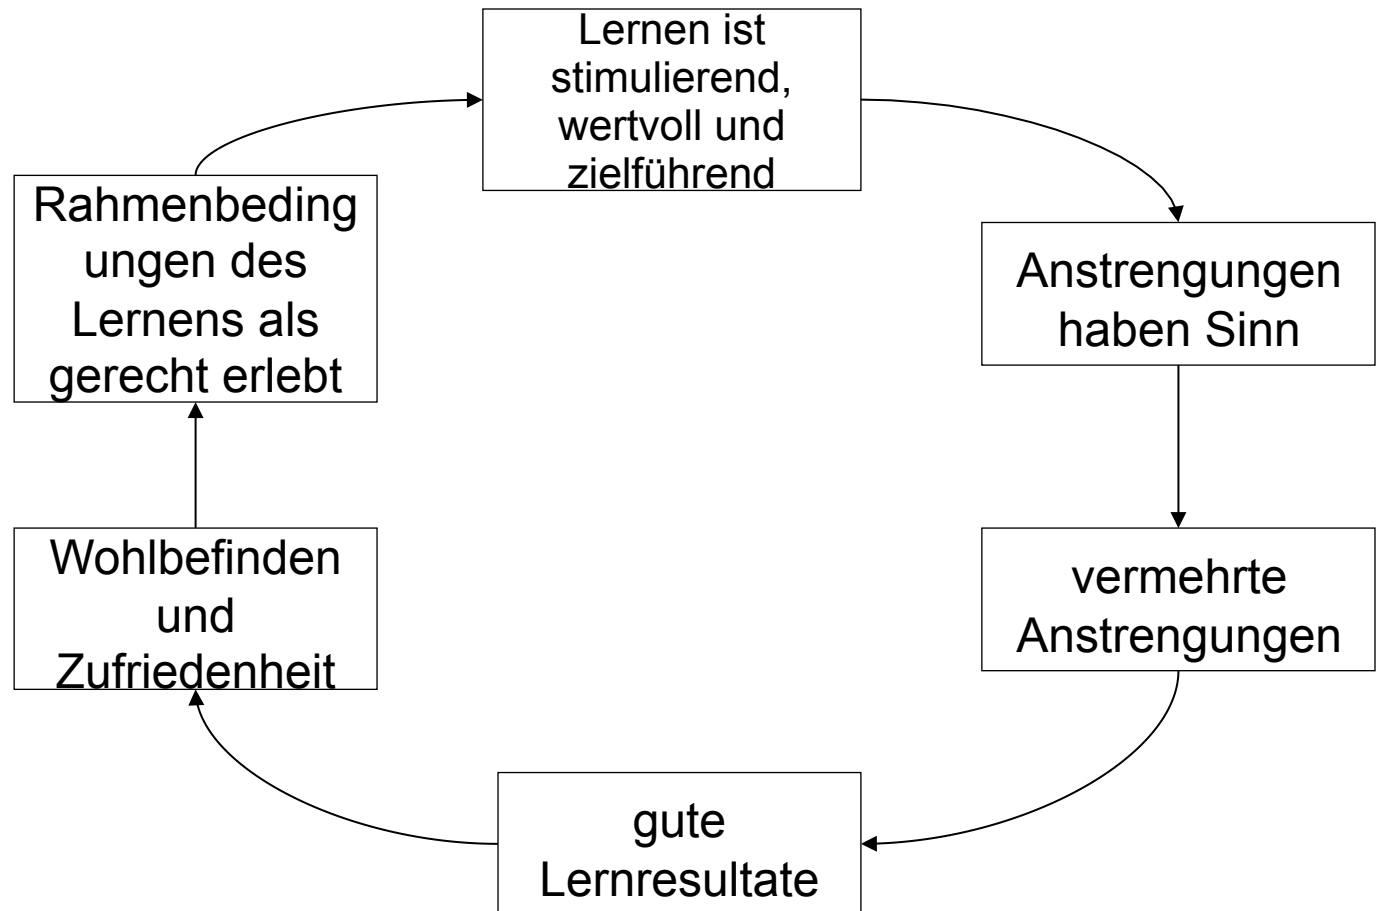 Lernen ist
stimulierend,
wertvoll und
zielführend
Anstrengungen
haben Sinn
vermehrte
Anstrengungen
gute
Lernresultate
Wohlbefinden
und
Zufriedenheit
Rahmenbeding
ungen des
Lernens als
gerecht erlebt